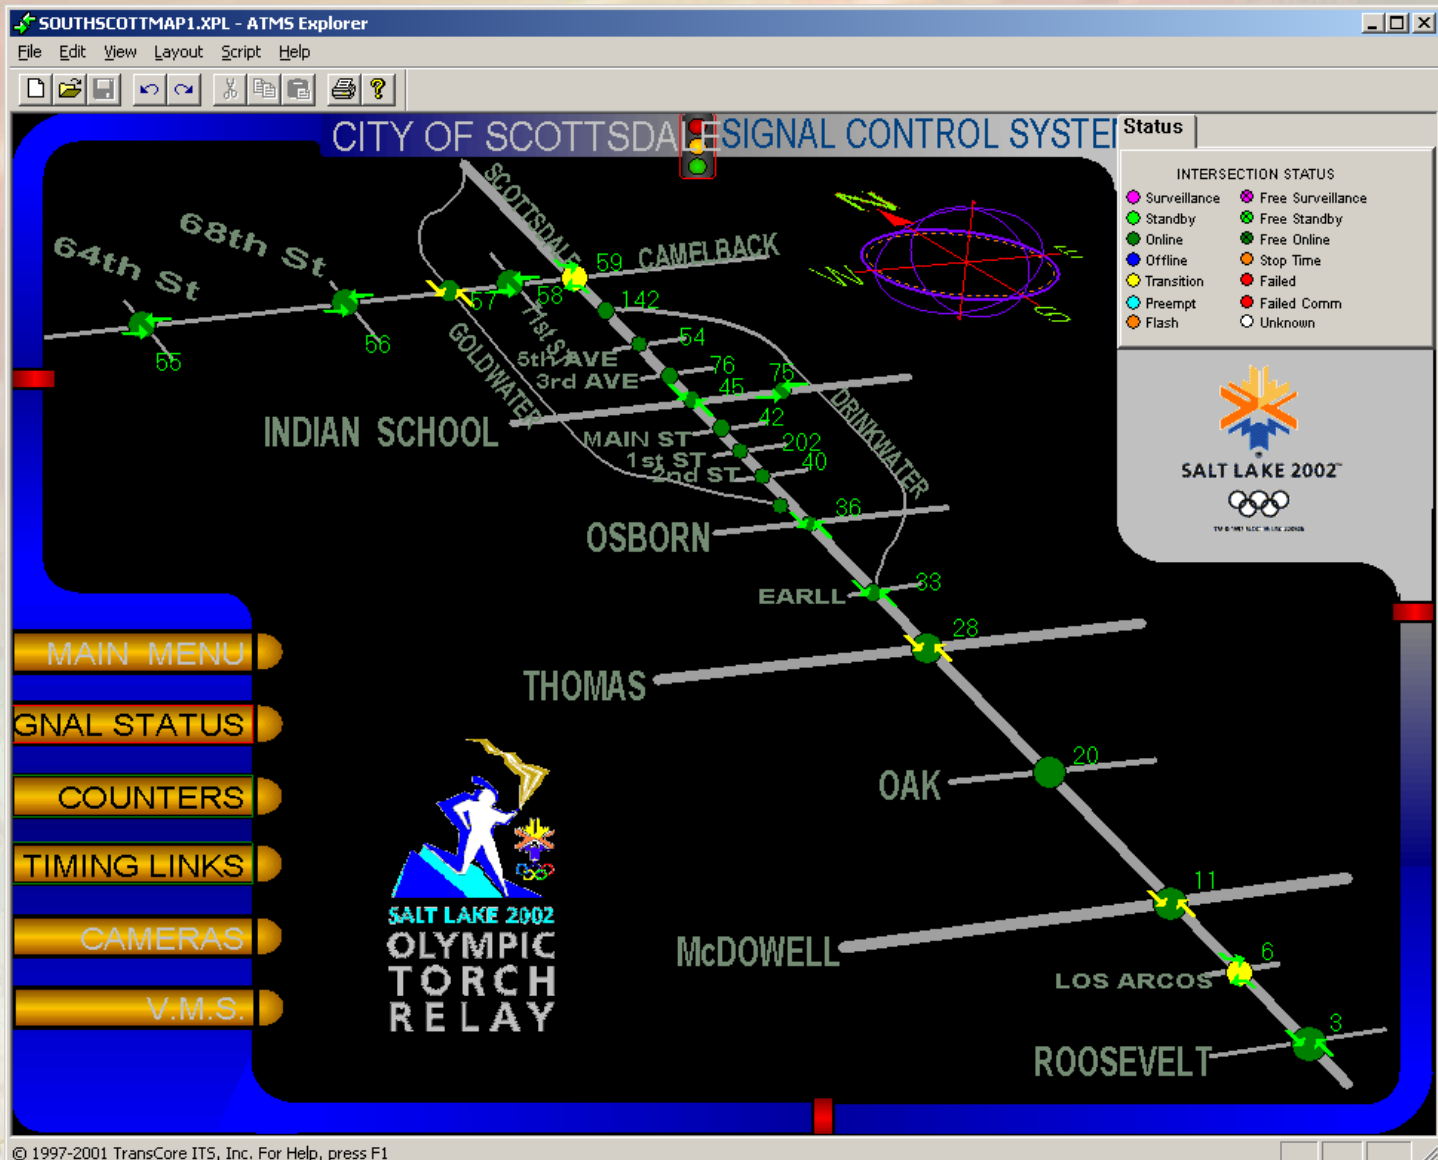 SOUTHSCOTTMAP1.XPL - ATMS Explorer
File Edit View Layout Script Help
CITY OF SCOTTSDALE SIGNAL CONTROL SYSTEM
Status
INTERSECTION STATUS
Surveillance Free Surveillance
Standby Free Standby
Online Free Online
Offline Stop Time
Transition Failed
Preempt Failed Comm
Flash Unknown
SCOTTSDALE
N
W E
S
64th St
68th St
CAMELBACK
59
57
58
55
56
142
71st St
GOLDWATER
54
5th AVE
76
3rd AVE
75
45
INDIAN SCHOOL
DRINKWATER
42
MAIN ST
202
1st ST
40
2nd ST
36
OSBORN
33
EARLL
28
THOMAS
20
OAK
11
McDOWELL
6
LOS ARCOS
3
ROOSEVELT
SALT LAKE 2002
MAIN MENU
GNAL STATUS
COUNTERS
TIMING LINKS
CAMERAS
V.M.S.
SALT LAKE 2002
OLYMPIC
TORCH
RELAY
© 1997-2001 TransCore ITS, Inc. For Help, press F1